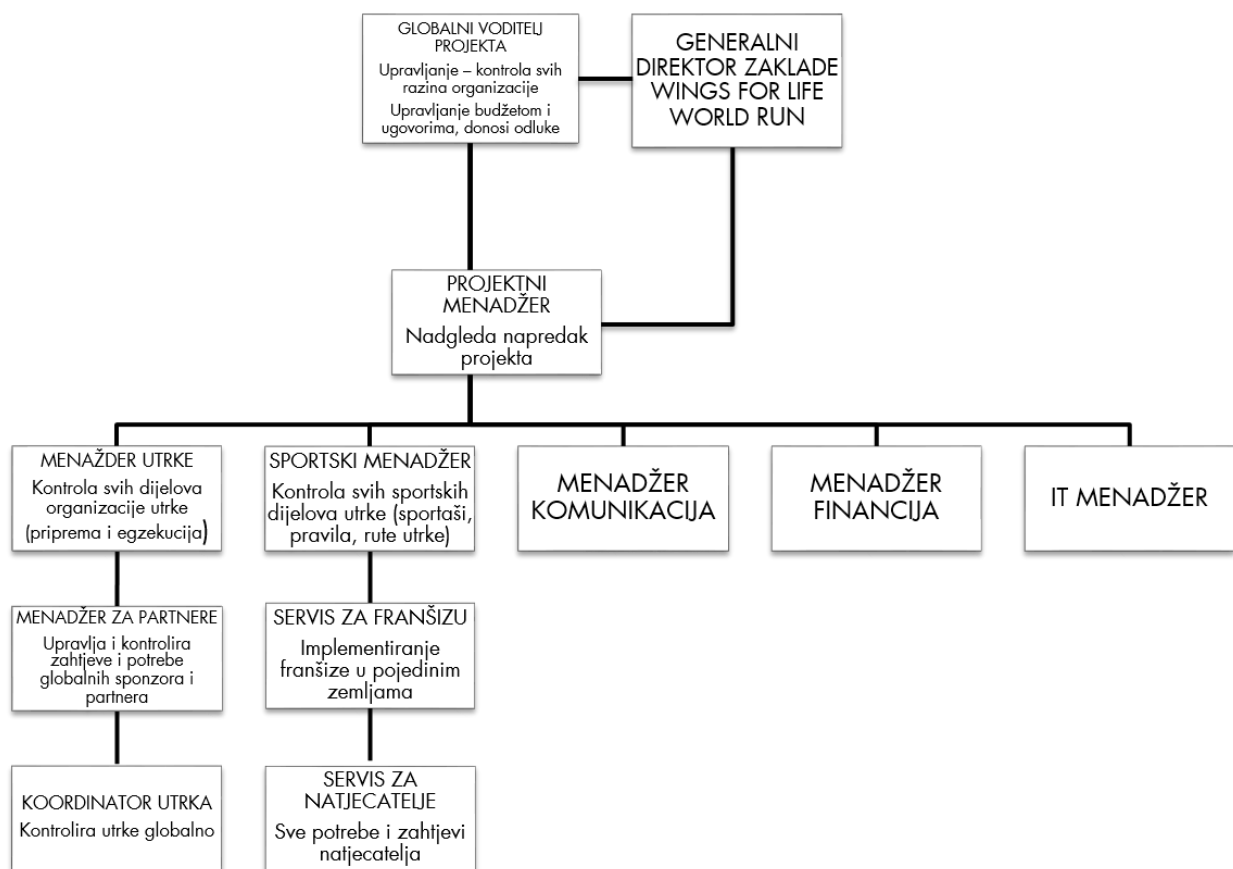 GLOBALNI VODITELJ
PROJEKTA
Upravljanje – kontrola svih
razina organizacije
Upravljanje budžetom i
ugovorima, donosi odluke
GENERALNI
DIREKTOR ZAKLADE
WINGS FOR LIFE
WORLD RUN
PROJEKTNI
MENADŽER
Nadgleda napredak
projekta
MENAŽDER UTRKE
Kontrola svih dijelova
organizacije utrke
(priprema i egzekucija)
SPORTSKI MENADŽER
Kontrola svih sportskih
dijelova utrke (sportaši,
pravila, rute utrke)
MENADŽER
KOMUNIKACIJA
MENADŽER
FINANCIJA
IT MENADŽER
MENADŽER ZA PARTNERE
Upravlja i kontrolira
zahtjeve i potrebe
globalnih sponzora i
partnera
SERVIS ZA FRANŠIZU
Implementiranje
franšize u pojedinim
zemljama
KOORDINATOR UTRKA
Kontrolira utrke globalno
SERVIS ZA
NATJECATELJE
Sve potrebe i zahtjevi
natjecatelja